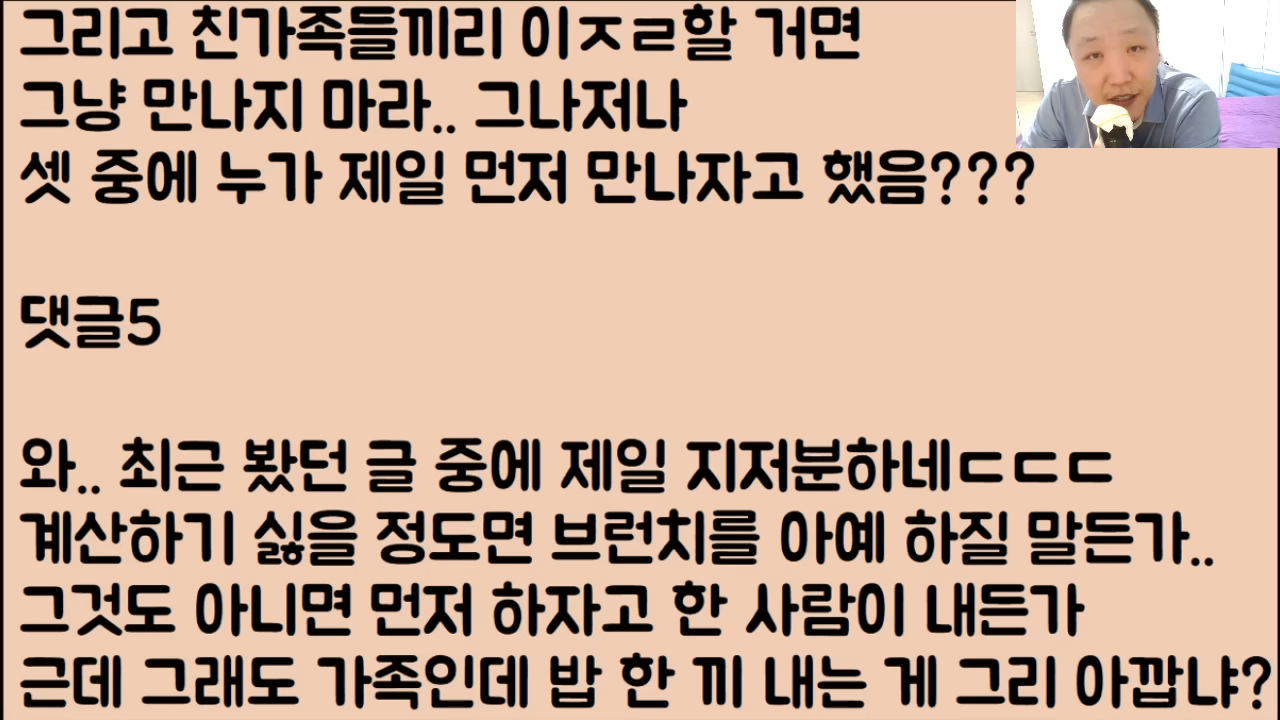 그리고 친가족들끼리 이ㅈㄹ할 거면
그냥 만나지 마라.. 그나저나
셋 중에 누가 제일 먼저 만나자고 했음???
댓글5
와.. 최근 봤던 글 중에 제일 지저분하네ㄷㄷㄷ
계산하기 싫을 정도면 브런치를 아예 하질 말든가..
그것도 아니면 먼저 하자고 한 사람이 내든가
근데 그래도 가족인데 밥 한 끼 내는 게 그리 아깝냐?